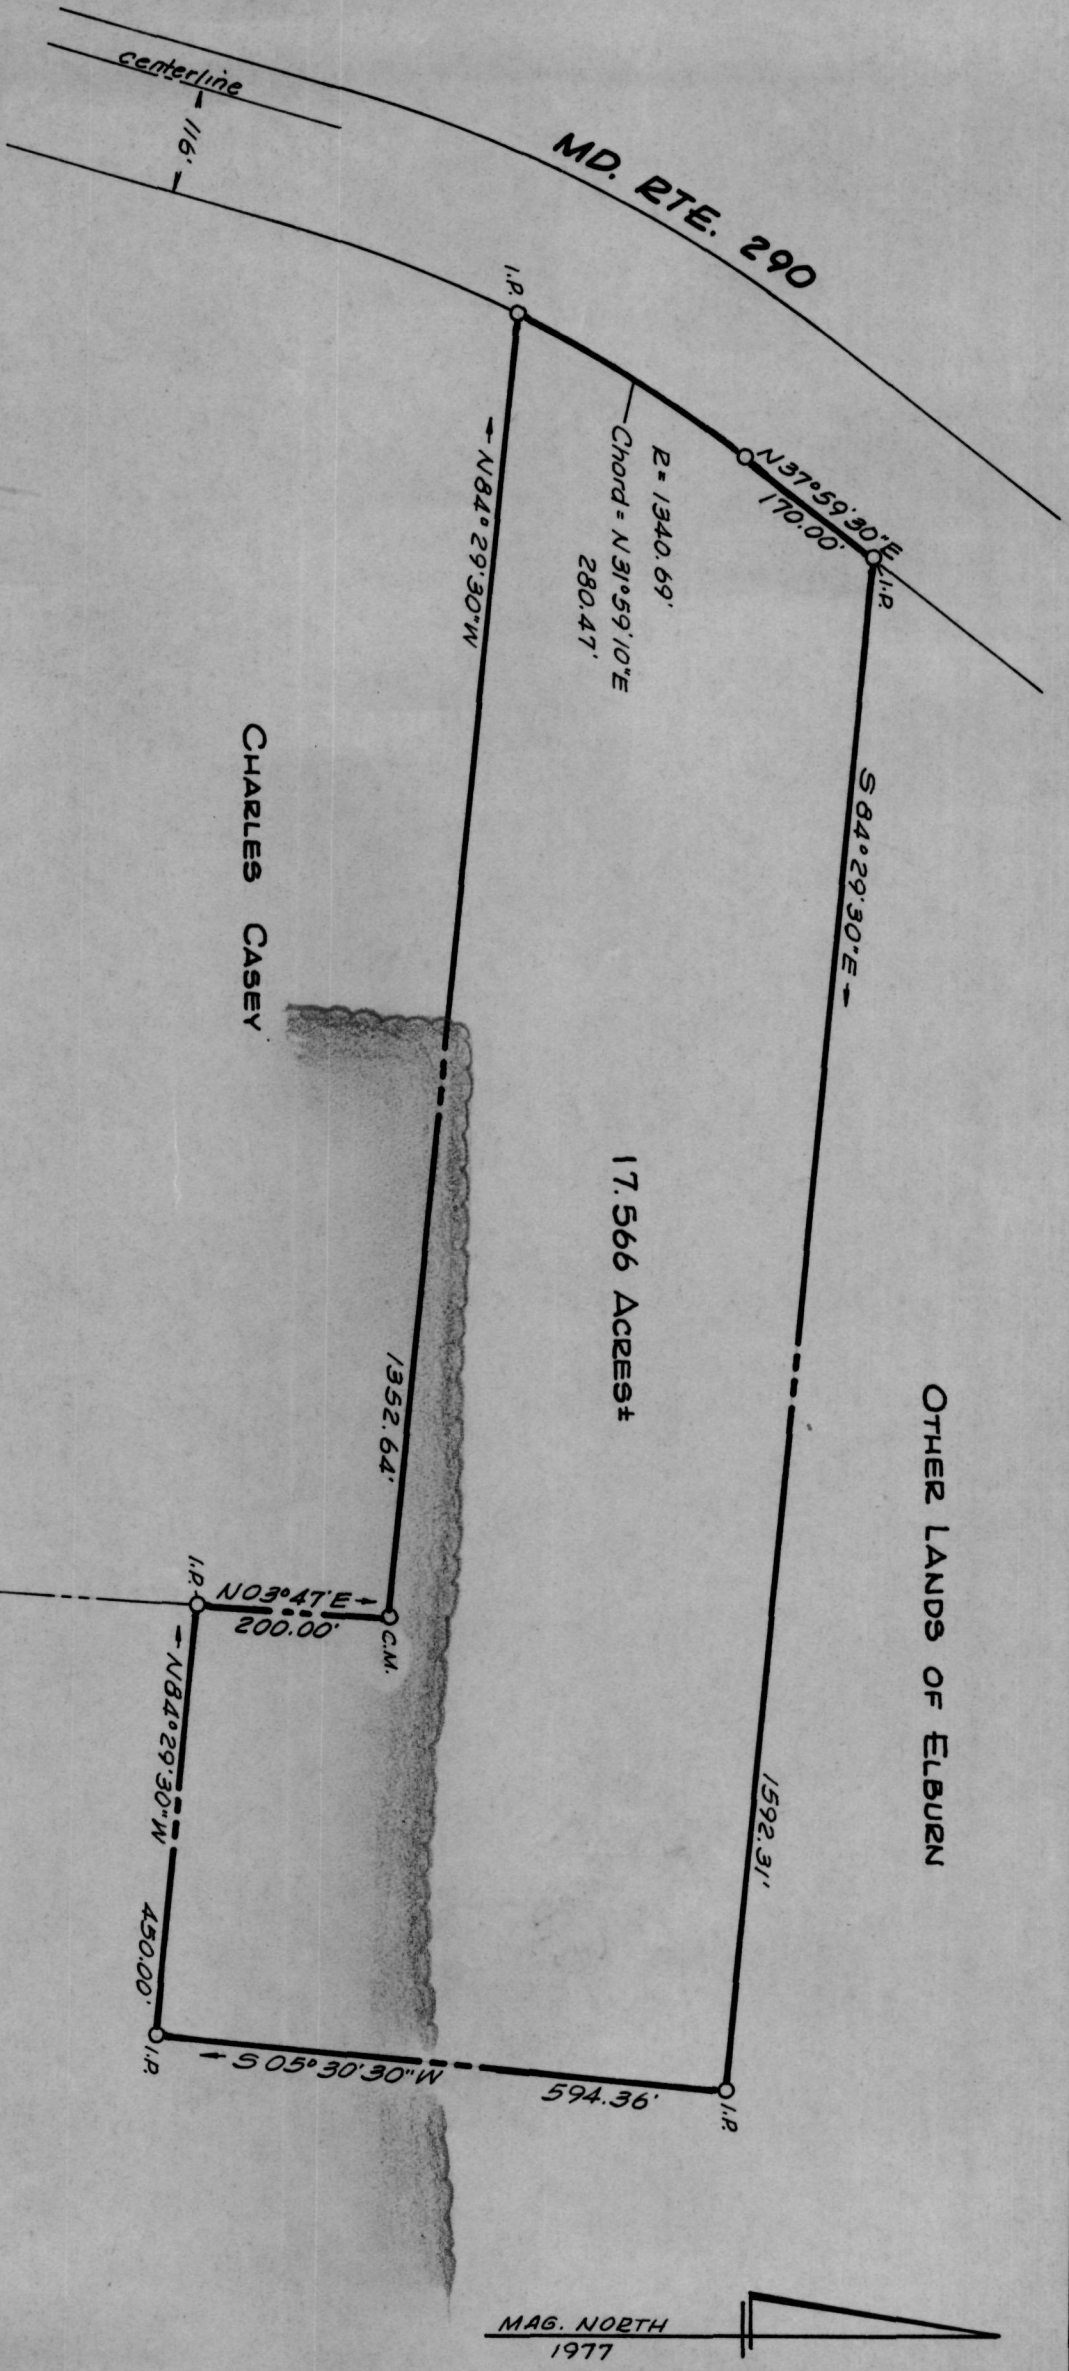 centerline
116'
MD. RTE. 290
I.P.
N37°59'30"E
170.00'
I.P.
R= 1340.69'
Chord = N31°59'10"E
280.47'
N84°29'30"W
S 84°29'30"E
CHARLES CASEY
17.566 ACRES±
OTHER LANDS OF ELBURN
1352.64'
1592.31'
I.P.
N03°47'E
200.00'
C.M.
N84°29'30"W
450.00'
I.P.
S 05°30'30"W
594.36'
I.P.
MAG. NORTH
1977